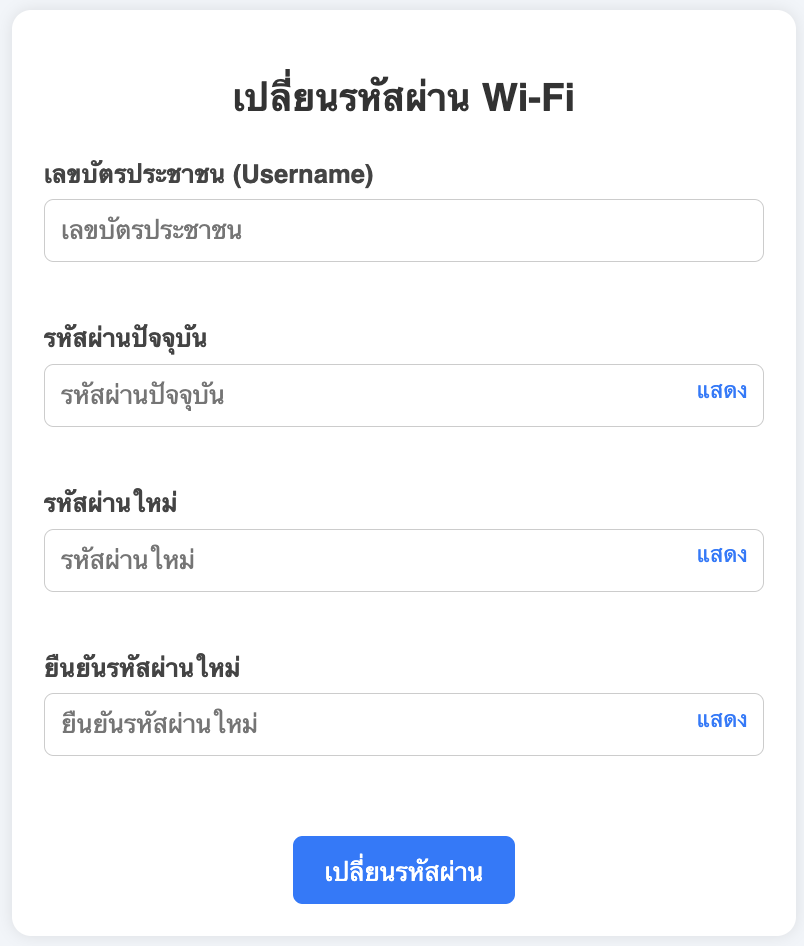 เปลี่ยนรหัสผ่าน Wi-Fi
เลขบัตรประชาชน (Username)
เลขบัตรประชาชน
รหัสผ่านปัจจุบัน
รหัสผ่านปัจจุบัน แสดง
รหัสผ่านใหม่
รหัสผ่านใหม่ แสดง
ยืนยันรหัสผ่านใหม่
ยืนยันรหัสผ่านใหม่ แสดง
เปลี่ยนรหัสผ่าน